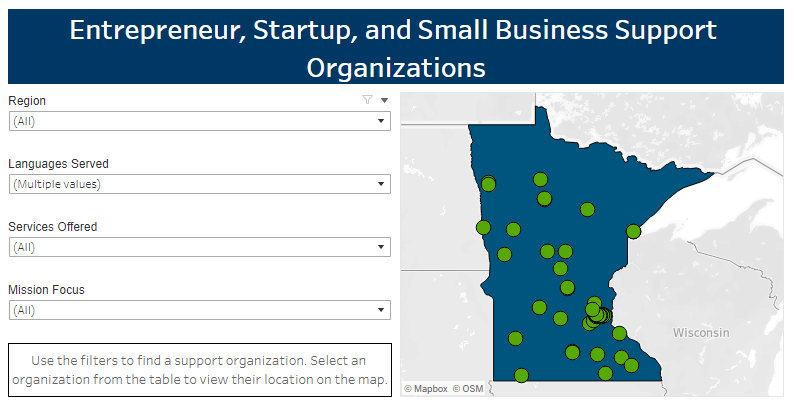 Entrepreneur, Startup, and Small Business Support
Organizations
Region
(All)
Languages Served
(Multiple values)
Services Offered
(All)
Mission Focus
(All)
Use the filters to find a support organization. Select an
organization from the table to view their location on the map.
Wisconsin
© Mapbox © OSM